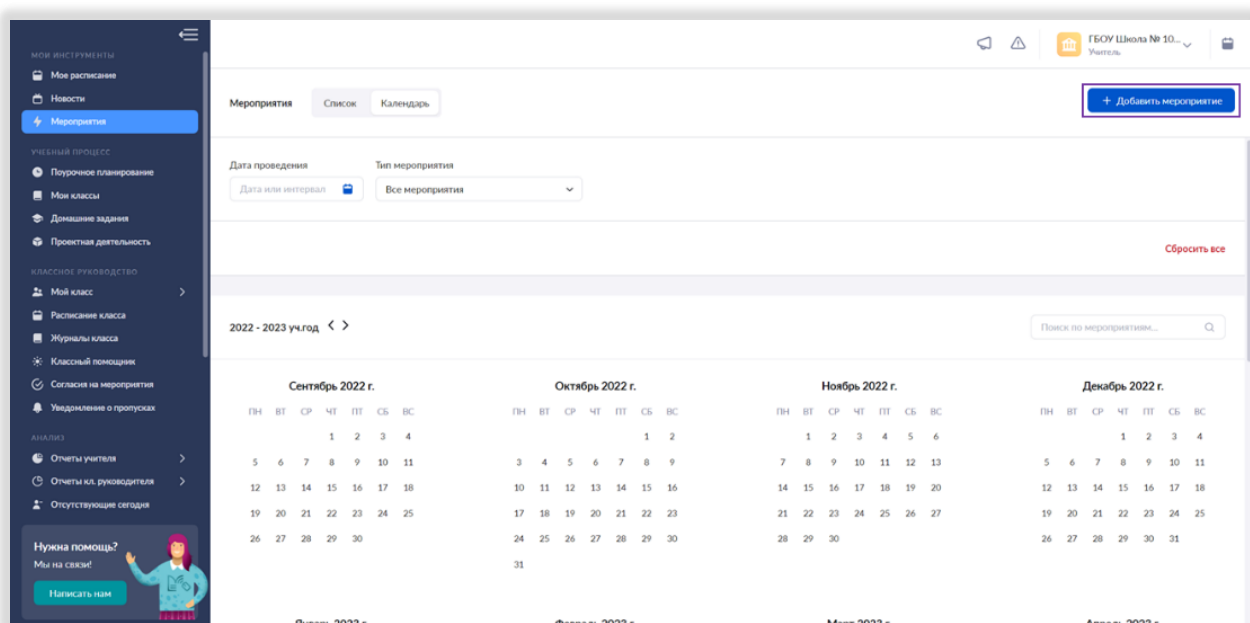 МОИ ИНСТРУМЕНТЫ
Мое расписание
Новости
Мероприятия
УЧЕБНЫЙ ПРОЦЕСС
Поурочное планирование
Мои классы
Домашние задания
Проектная деятельность
КЛАССНОЕ РУКОВОДСТВО
Мой класс
Расписание класса
Журналы класса
Классный помощник
Согласия на мероприятия
Уведомление о пропусках
АНАЛИЗ
Отчеты учителя
Отчеты кл. руководителя
Отсутствующие сегодня
Нужна помощь?
Мы на связи!
Написать нам
ГБОУ Школа № 10...
Учитель
Мероприятия Список Календарь + Добавить мероприятие
Дата проведения Тип мероприятия
Дата или интервал Все мероприятия
Сбросить все
2022 - 2023 уч.год < > Поиск по мероприятиям...
Сентябрь 2022 г. Октябрь 2022 г. Ноябрь 2022 г. Декабрь 2022 г.
ПН ВТ СР ЧТ ПТ СБ ВС ПН ВТ СР ЧТ ПТ СБ ВС ПН ВТ СР ЧТ ПТ СБ ВС ПН ВТ СР ЧТ ПТ СБ ВС
1 2 3 4 1 2 1 2 3 4 5 6 1 2 3 4
5 6 7 8 9 10 11 3 4 5 6 7 8 9 7 8 9 10 11 12 13 5 6 7 8 9 10 11
12 13 14 15 16 17 18 10 11 12 13 14 15 16 14 15 16 17 18 19 20 12 13 14 15 16 17 18
19 20 21 22 23 24 25 17 18 19 20 21 22 23 21 22 23 24 25 26 27 19 20 21 22 23 24 25
26 27 28 29 30 24 25 26 27 28 29 30 28 29 30 26 27 28 29 30 31
31
Январь 2023 г. Февраль 2023 г. Март 2023 г. Апрель 2023 г.